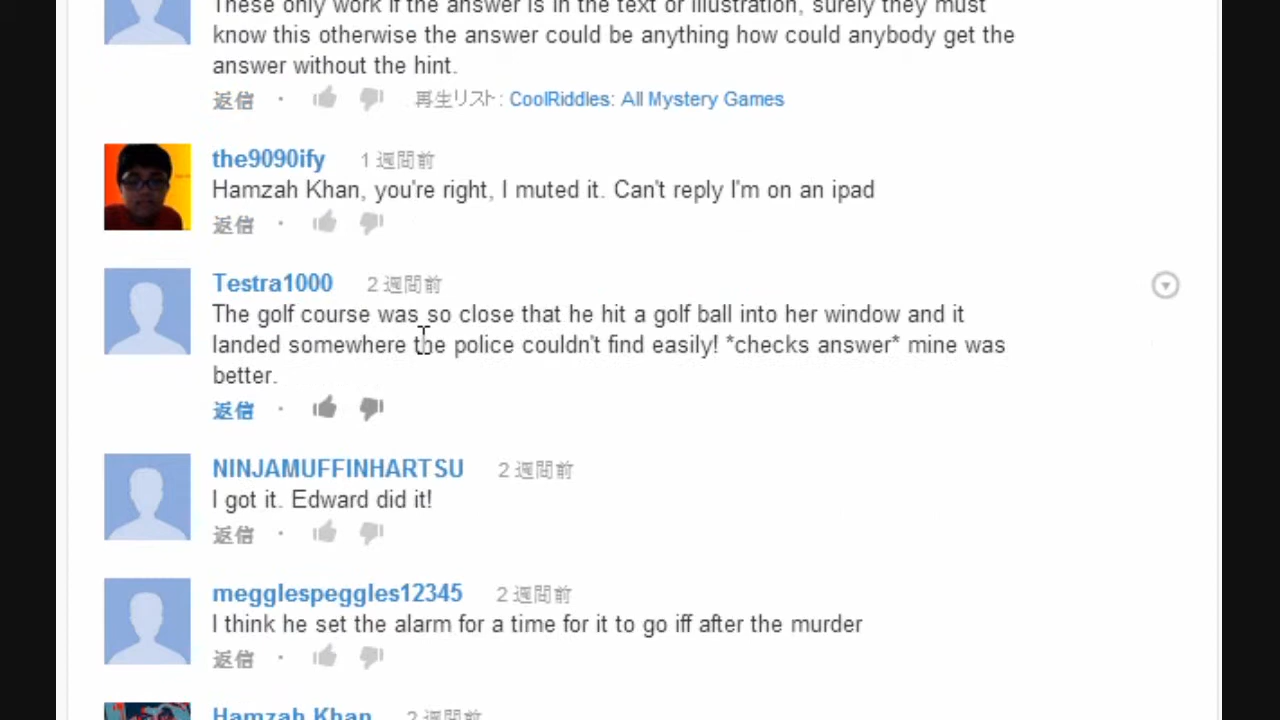 These only work if the answer is in the text or illustration, surely they must
know this otherwise the answer could be anything how could anybody get the
answer without the hint.
返信 · 再生リスト: CoolRiddles: All Mystery Games
the9090ify 1 週間前
Hamzah Khan, you're right, I muted it. Can't reply I'm on an ipad
返信 ·
Testra1000 2 週間前
The golf course was so close that he hit a golf ball into her window and it
landed somewhere the police couldn't find easily! *checks answer* mine was
better.
返信 ·
NINJAMUFFINHARTSU 2 週間前
I got it. Edward did it!
返信 ·
megglespeggles12345 2 週間前
I think he set the alarm for a time for it to go iff after the murder
返信 ·
Hamzah Khan 2 週間前